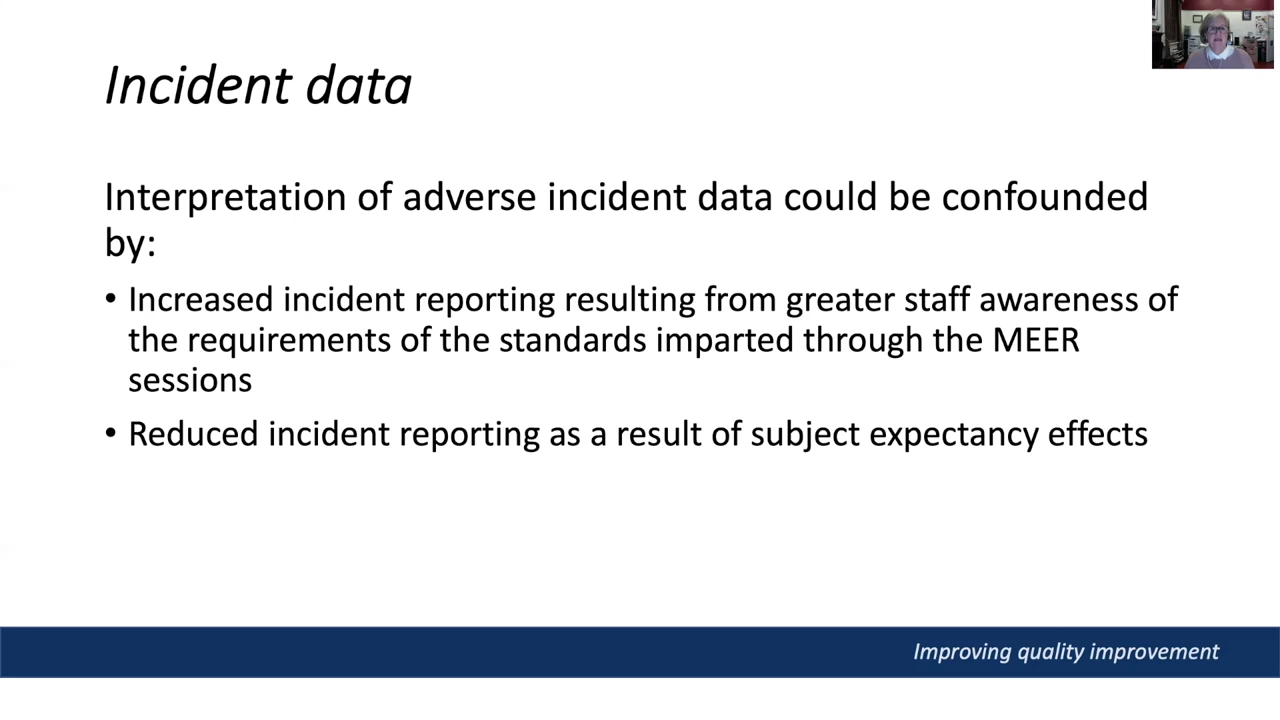 Incident data
Interpretation of adverse incident data could be confounded
by:
• Increased incident reporting resulting from greater staff awareness of
the requirements of the standards imparted through the MEER
sessions
• Reduced incident reporting as a result of subject expectancy effects
Improving quality improvement